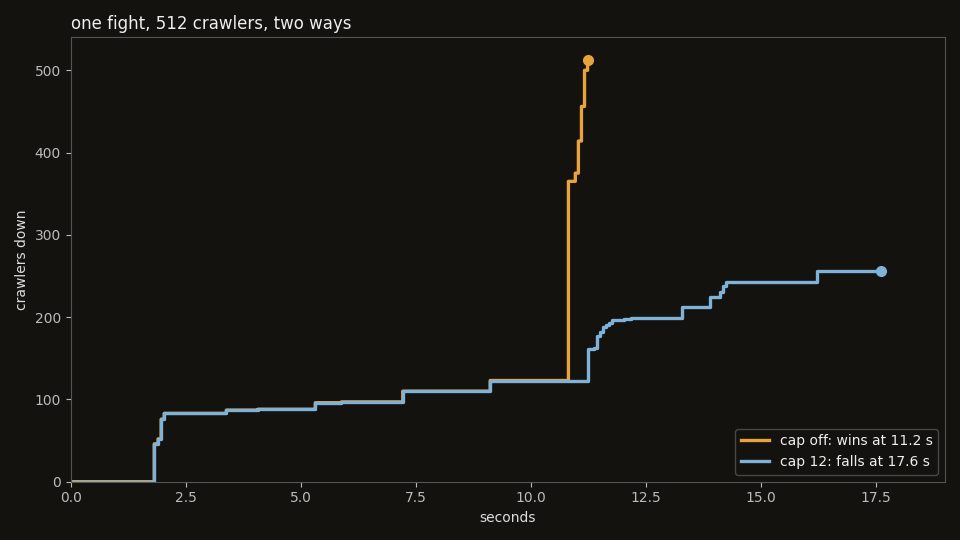 one fight, 512 crawlers, two ways
500
400
300
200
100
0
crawlers down
0.0 2.5 5.0 7.5 10.0 12.5 15.0 17.5
seconds
cap off: wins at 11.2 s
cap 12: falls at 17.6 s